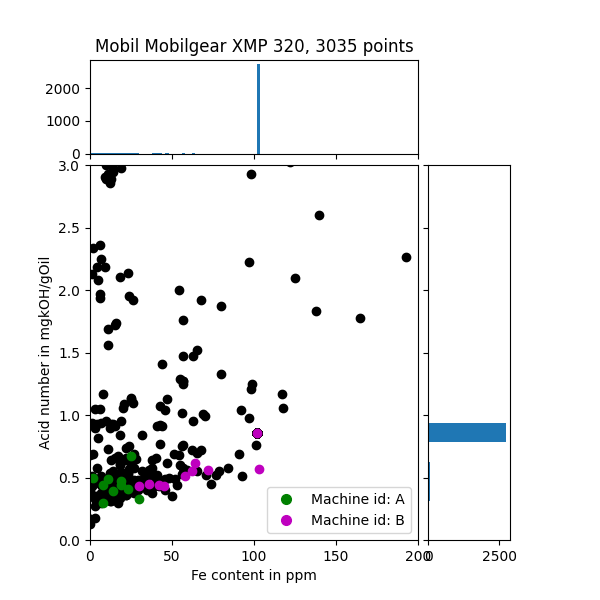 Mobil Mobilgear XMP 320, 3035 points
2000
1000
0
3.0
2.5
2.0
1.5
1.0
0.5
0.0
Acid number in mgkOH/gOil
Machine id: A
Machine id: B
0 50 100 150 200
0 2500
Fe content in ppm